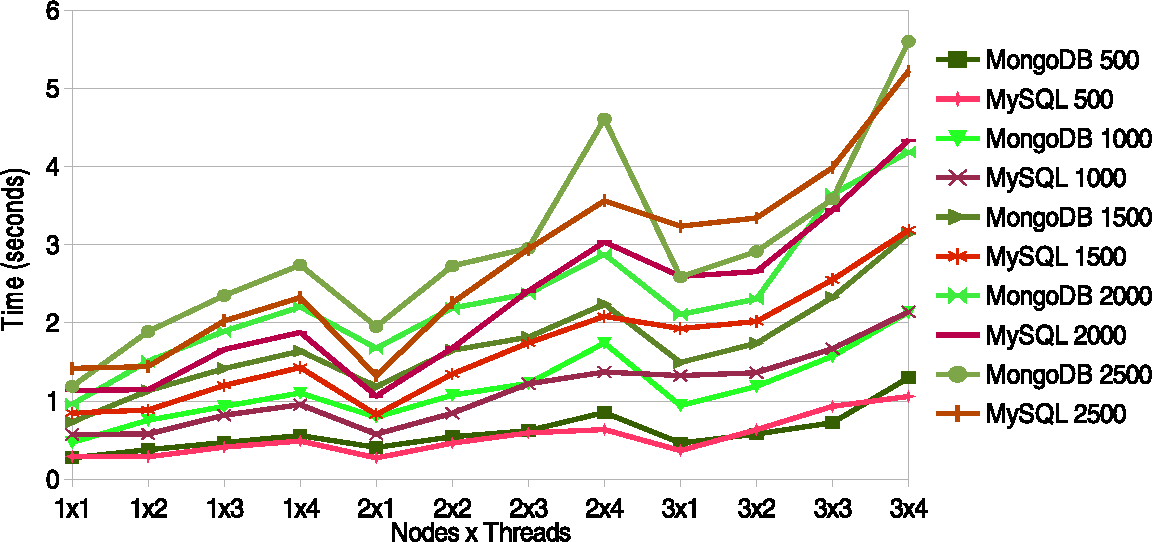 6
5
4
3
2
1
0
Time (seconds)
1x1 1x2 1x3 1x4 2x1 2x2 2x3 2x4 3x1 3x2 3x3 3x4
Nodes x Threads
MongoDB 500
MySQL 500
MongoDB 1000
MySQL 1000
MongoDB 1500
MySQL 1500
MongoDB 2000
MySQL 2000
MongoDB 2500
MySQL 2500